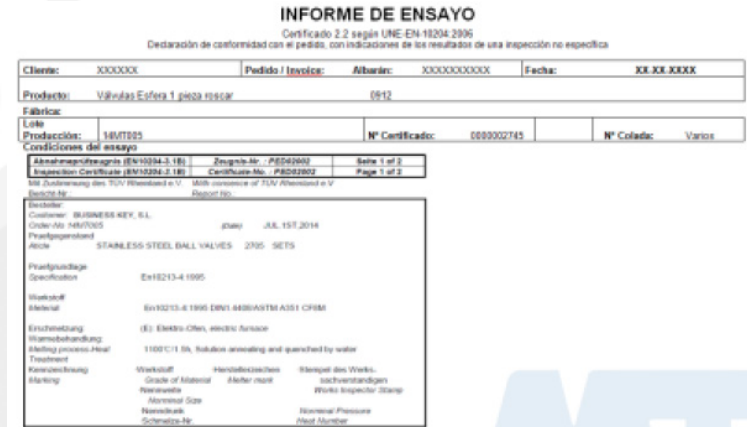 INFORME DE ENSAYO
Certificado 2.2 según UNE-EN-10204:2006
Declaración de conformidad con el pedido, con indicaciones de los resultados de una inspección no específica
Cliente: XXXXXX Pedido / Invoice: Albarán: XXXXXXXXXX Fecha: XX-XX-XXXX
Producto: Válvulas Esfera 1 pieza roscar 0912
Fábrica:
Lote
Producción: 14MT005 Nº Certificado: 0000002745 Nº Colada: Varios
Condiciones del ensayo
Abnahmeprüfzeugnis (EN10204-3.1B) Zeugnis-Nr. : PED02002 Seite 1 of 2
Inspection Certificate (EN10204-3.1B) Certificate-No. : PED02002 Page 1 of 2
Mit Zustimmung des TÜV Rheinland e.V. With consence of TÜV Rheinland e.V
Bericht-Nr.: Report No.:
Besteller:
Customer: BUSINESS KEY, S.L.
Order-No :14MT005 JUL.1ST,2014
Pruefgegenstand
Aticle STAINLESS STEEL BALL VALVES 2705 SETS
Pruefgrundlage
Specification En10213-4:1995
Werkstoff
Material En10213-4:1995 DIN1.4408/ASTM A351 CF8M
Erschmelzung (E): Elektro-Ofen, electric furnace
Warmebehandlung:
Melting process-Heat 1100°C/1.5h, Solution annealing and quenched by water
Treatment
Kennzeichnung Werkstoff Herstellerzeichen Stempel des Werks-
Marking Grade of Material Melter mark sachverstandigen
Nennweite Works Inspector Stamp
Norminal Size
Nenndruck Norminal Pressure
Schmelze-Nr. Heat Number